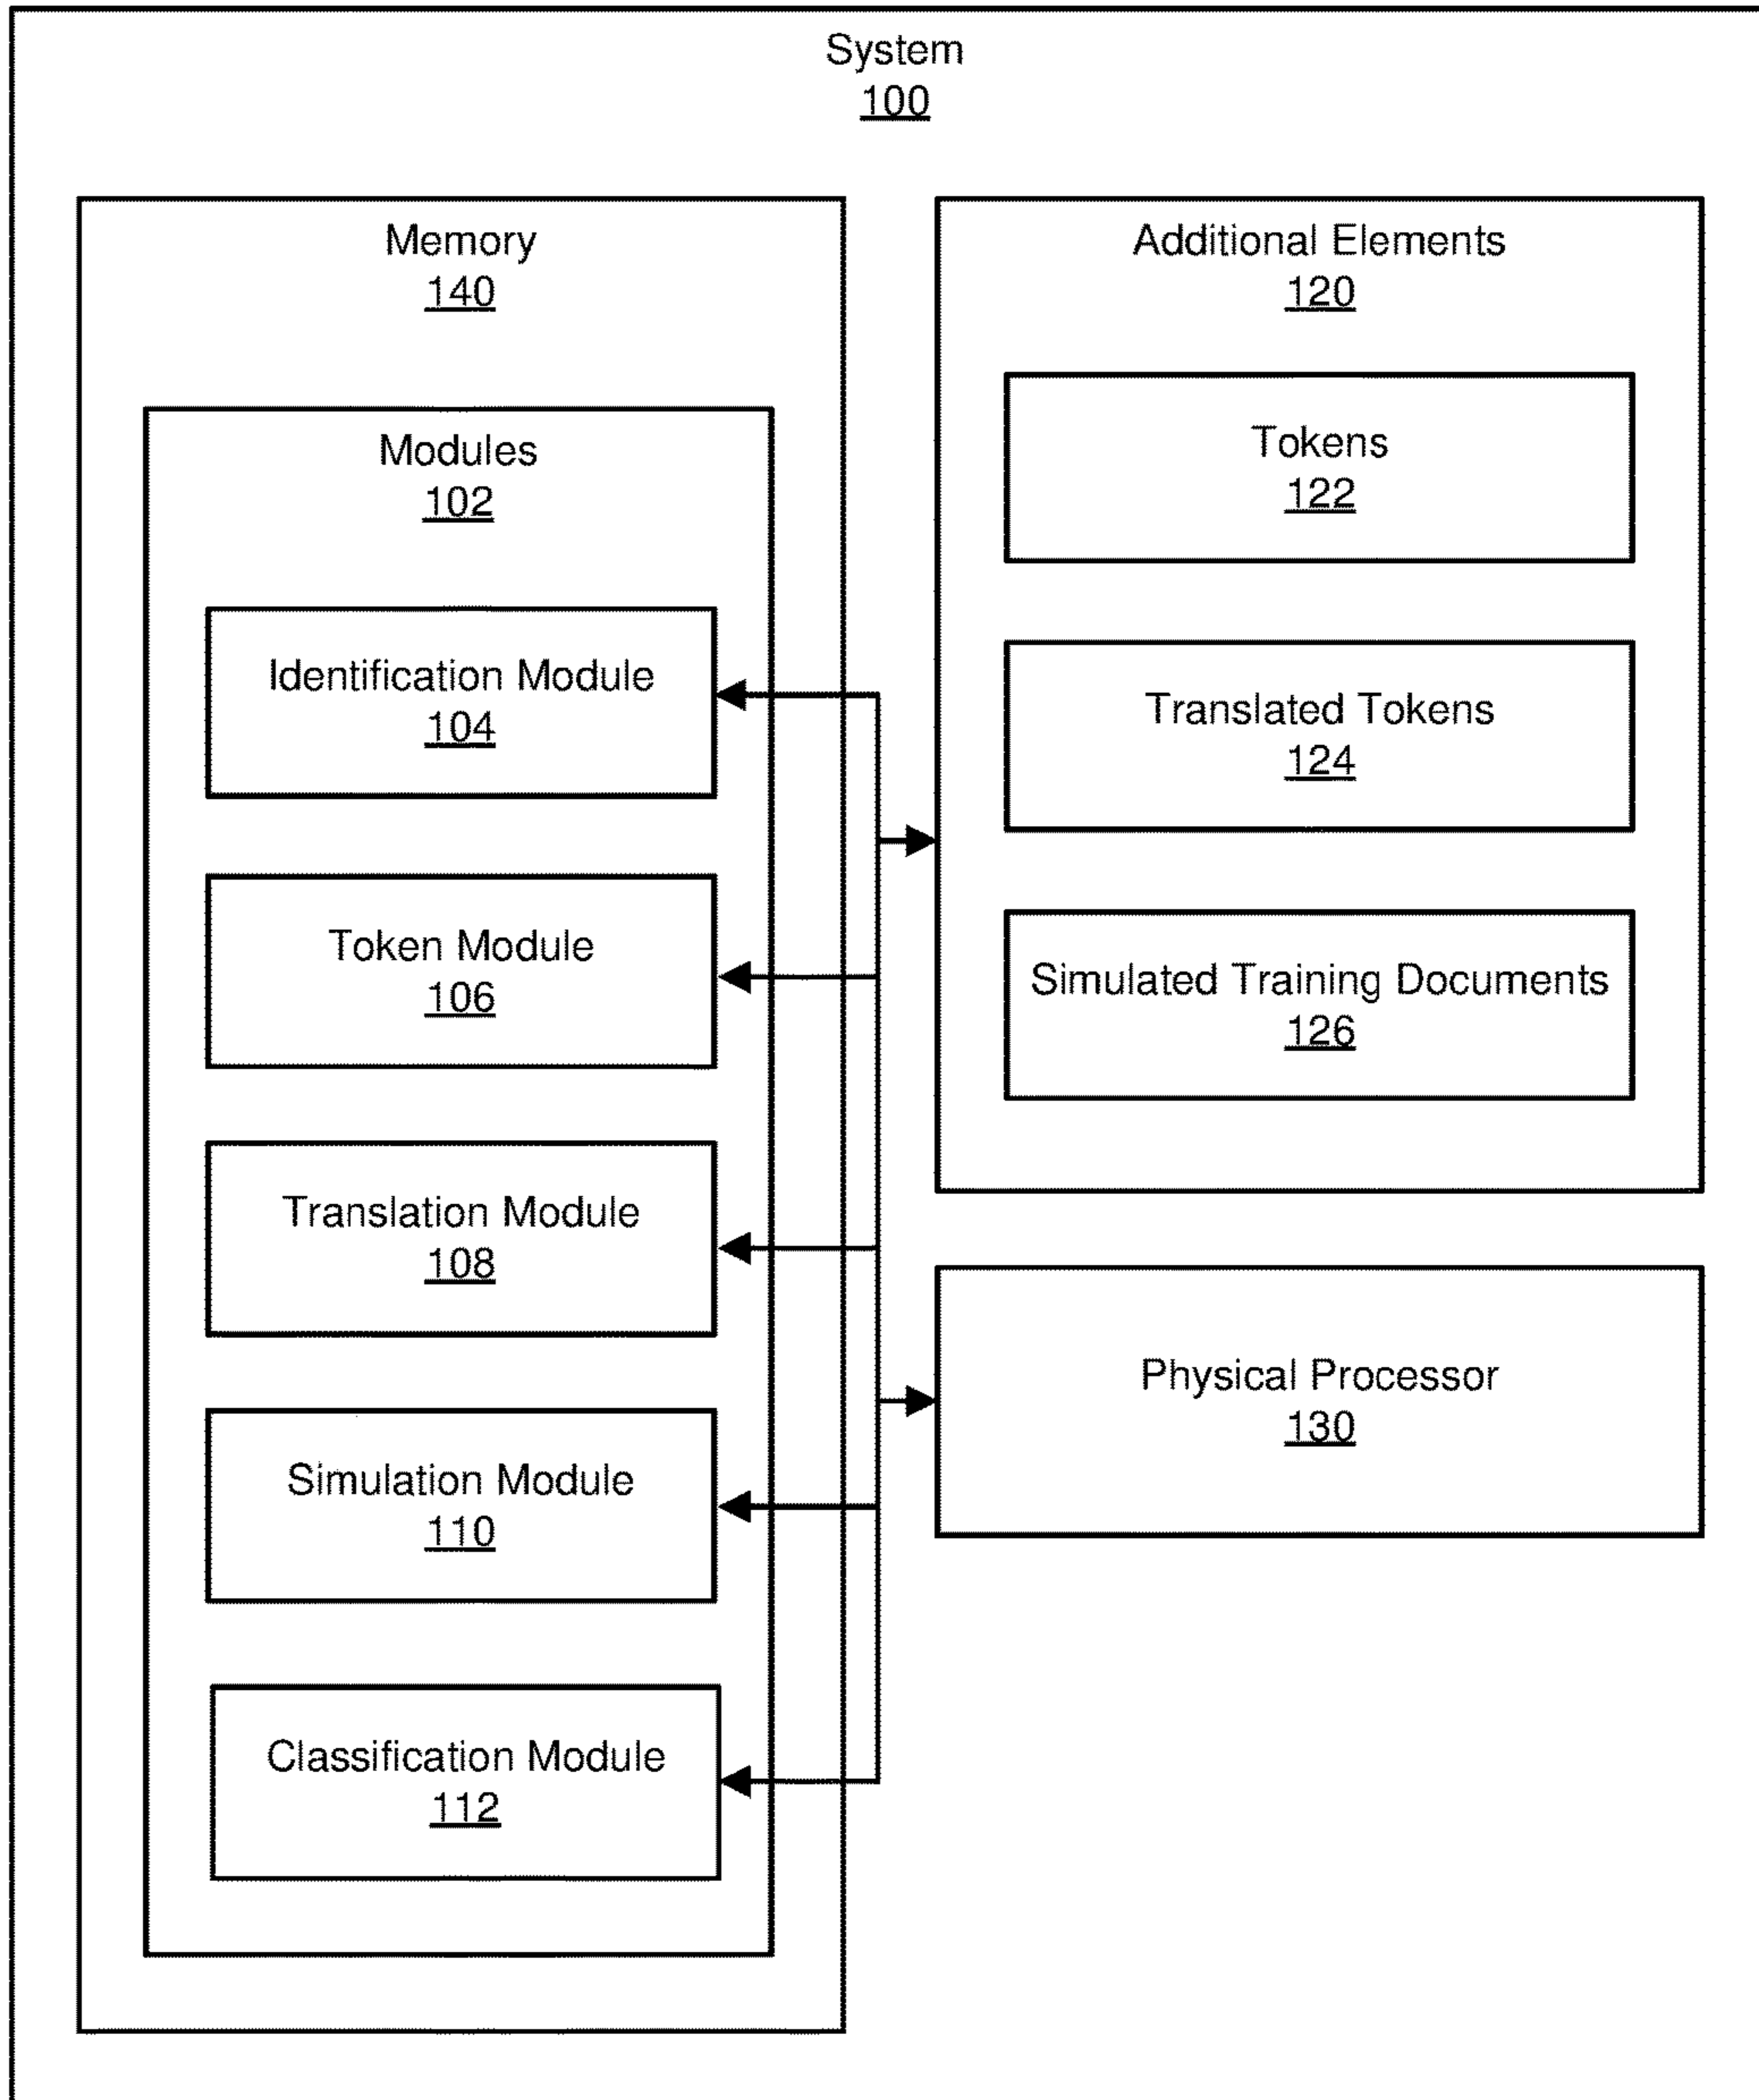 System
100
Memory
140
Modules
102
Identification Module
104
Token Module
106
Translation Module
108
Simulation Module
110
Classification Module
112
Additional Elements
120
Tokens
122
Translated Tokens
124
Simulated Training Documents
126
Physical Processor
130